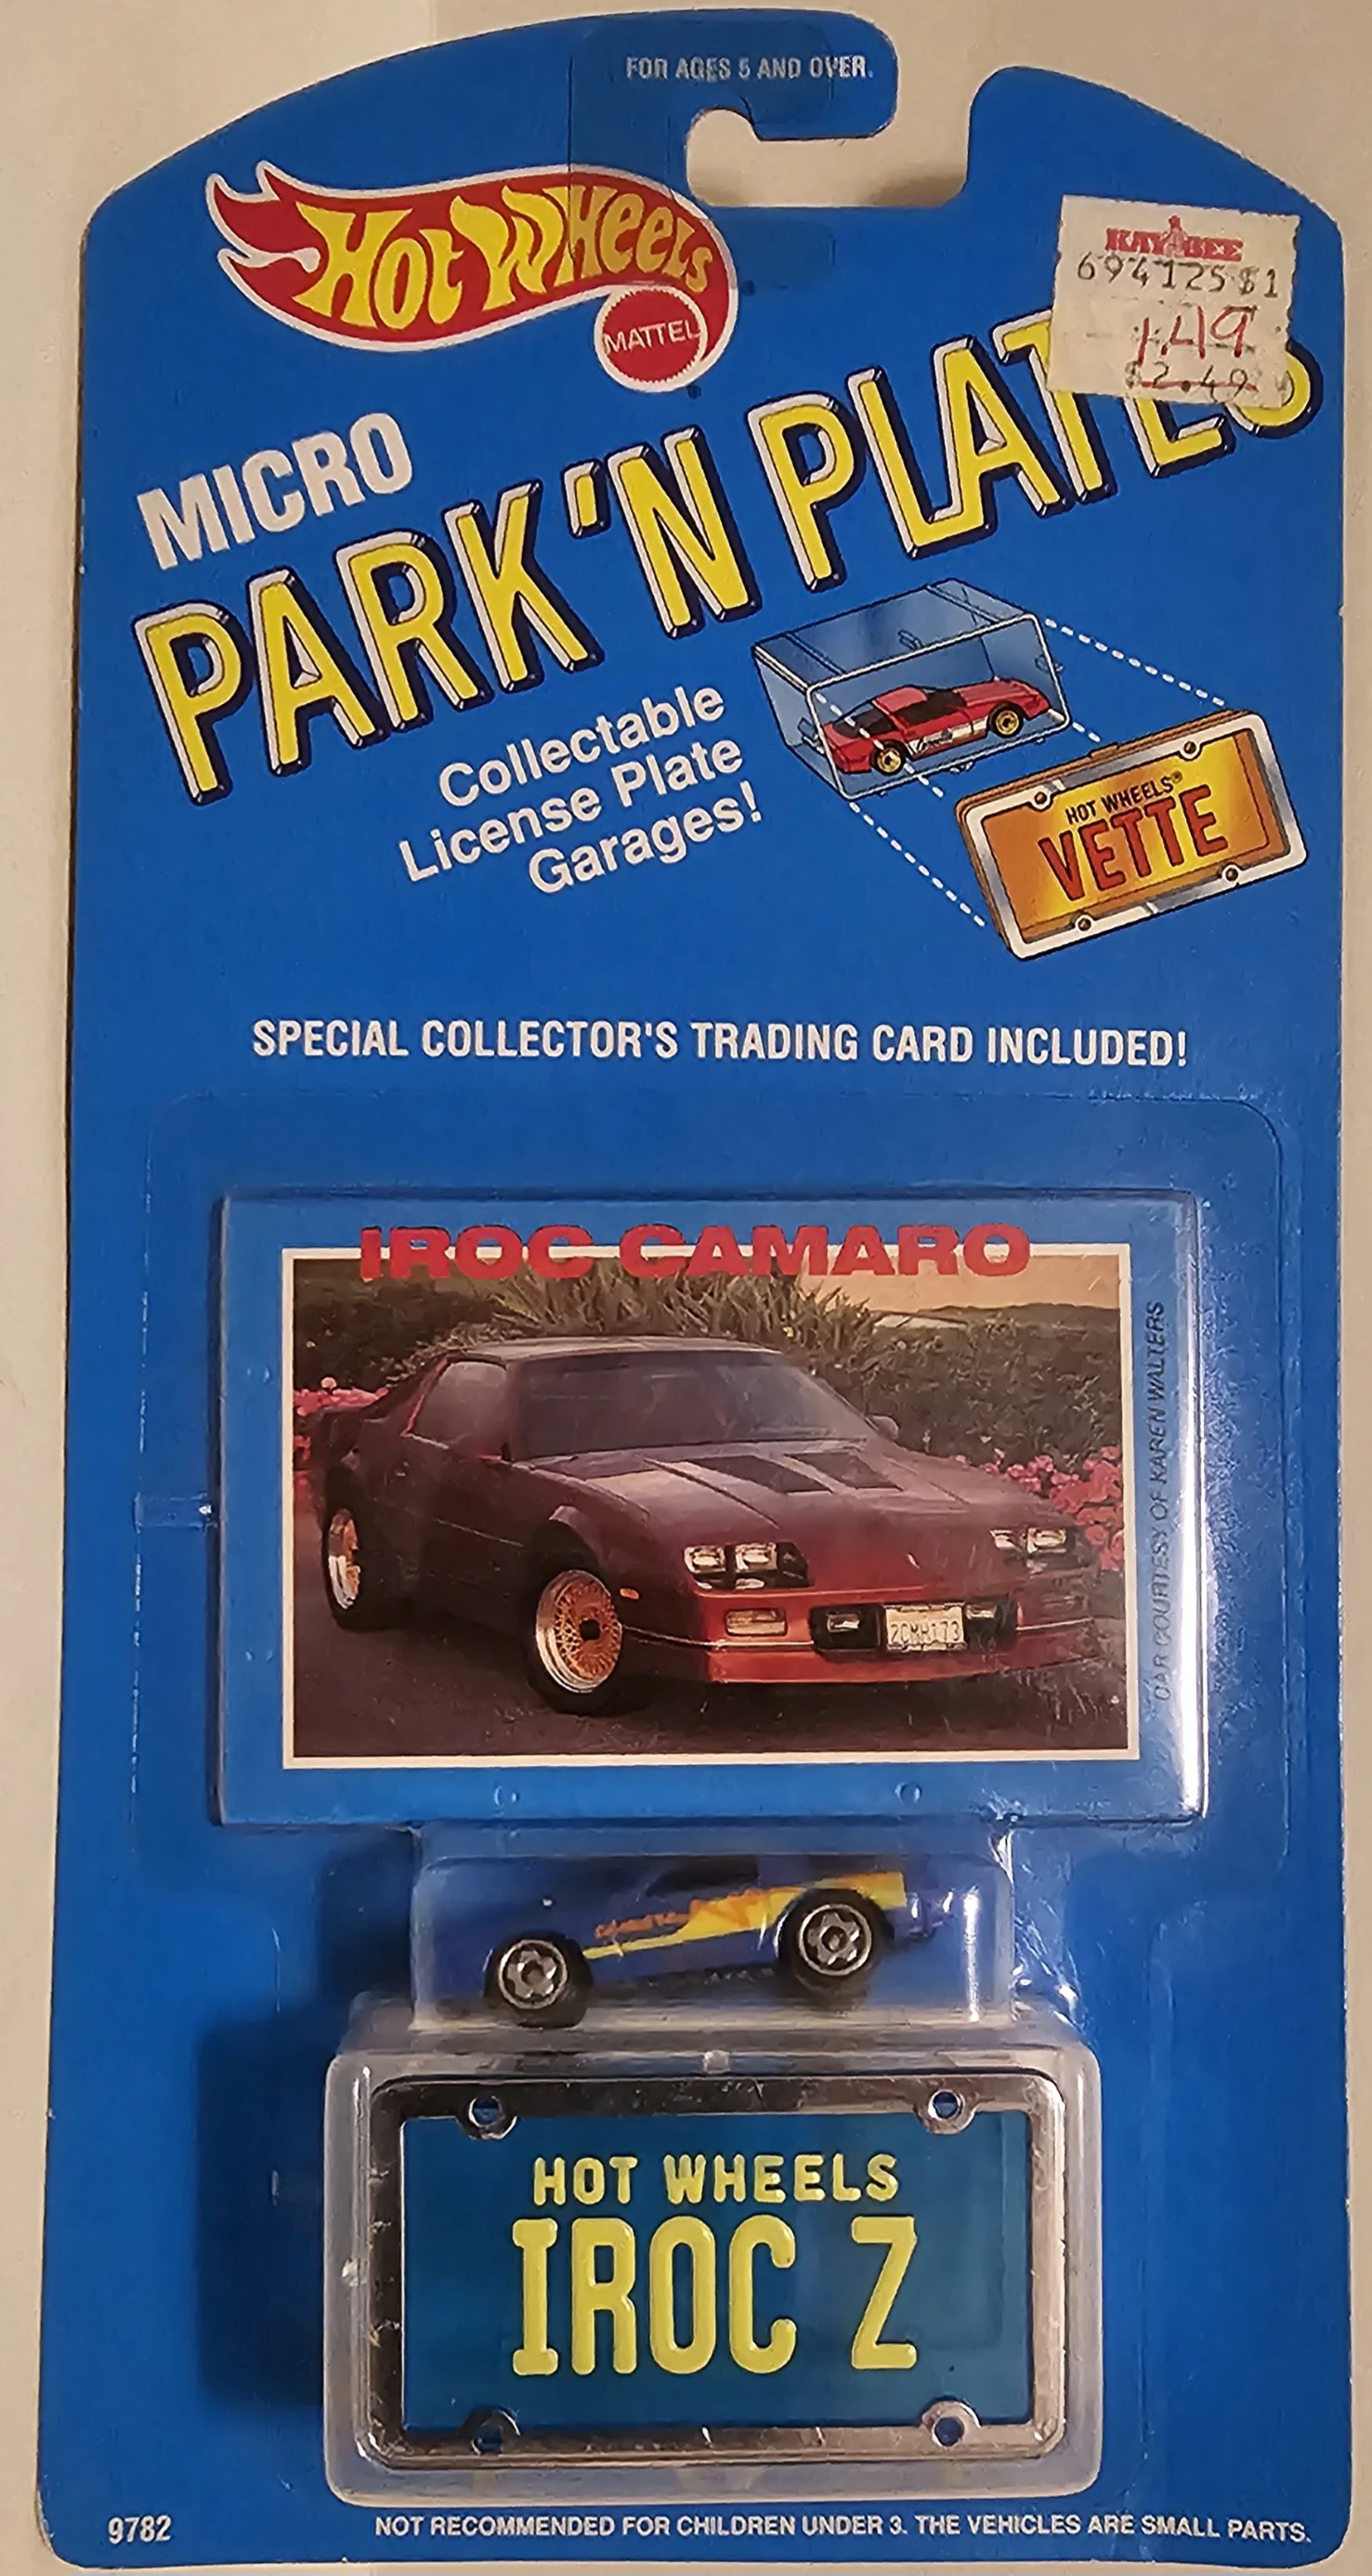 FOR AGES 5 AND OVER.
Hot Wheels
MATTEL
KAY BEE
694125 $1
1.49
$2.49
MICRO
PARK 'N PLATES
Collectable
License Plate
Garages!
HOT WHEELS®
VETTE
SPECIAL COLLECTOR'S TRADING CARD INCLUDED!
IROC CAMARO
CAR COURTESY OF KAREN WALTERS
HOT WHEELS
IROC Z
9782
NOT RECOMMENDED FOR CHILDREN UNDER 3. THE VEHICLES ARE SMALL PARTS.